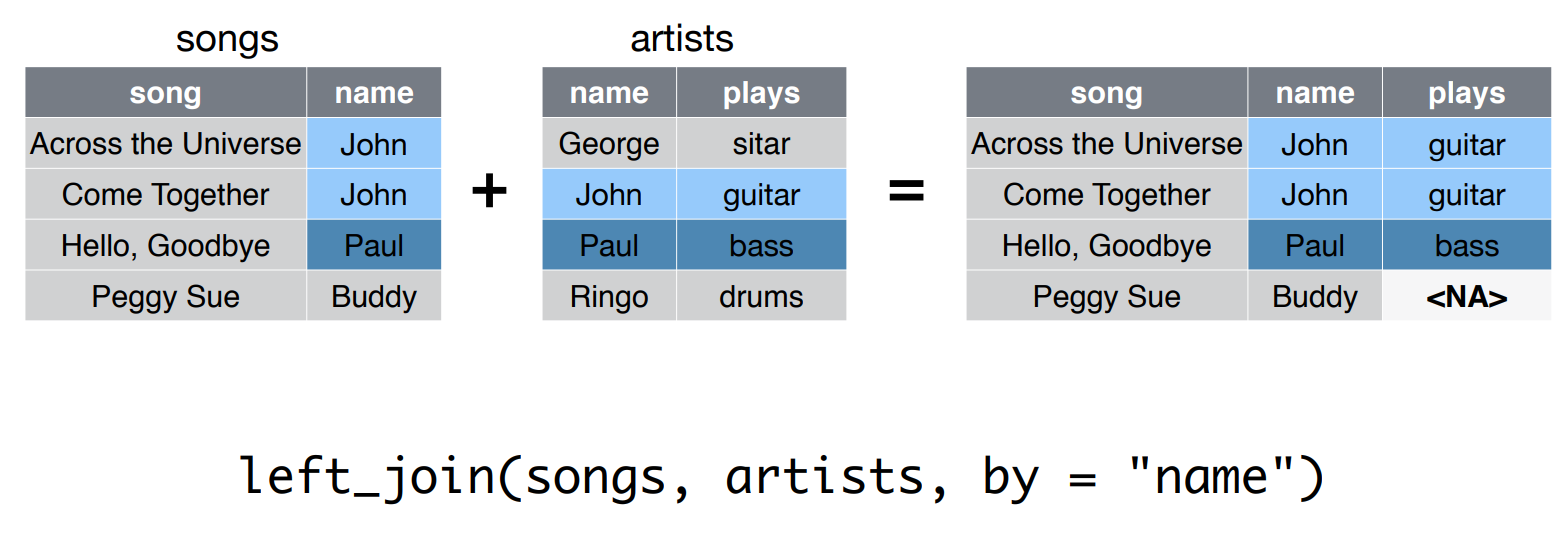 songs artists
song name name plays song name plays
Across the Universe John George sitar Across the Universe John guitar
Come Together John + John guitar = Come Together John guitar
Hello, Goodbye Paul Paul bass Hello, Goodbye Paul bass
Peggy Sue Buddy Ringo drums Peggy Sue Buddy <NA>
left_join(songs, artists, by = "name")